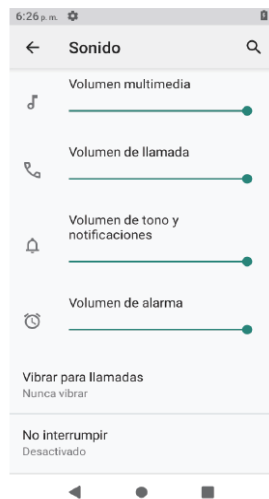 6:26 p. m.
Sonido
Volumen multimedia
Volumen de llamada
Volumen de tono y
notificaciones
Volumen de alarma
Vibrar para llamadas
Nunca vibrar
No interrumpir
Desactivado